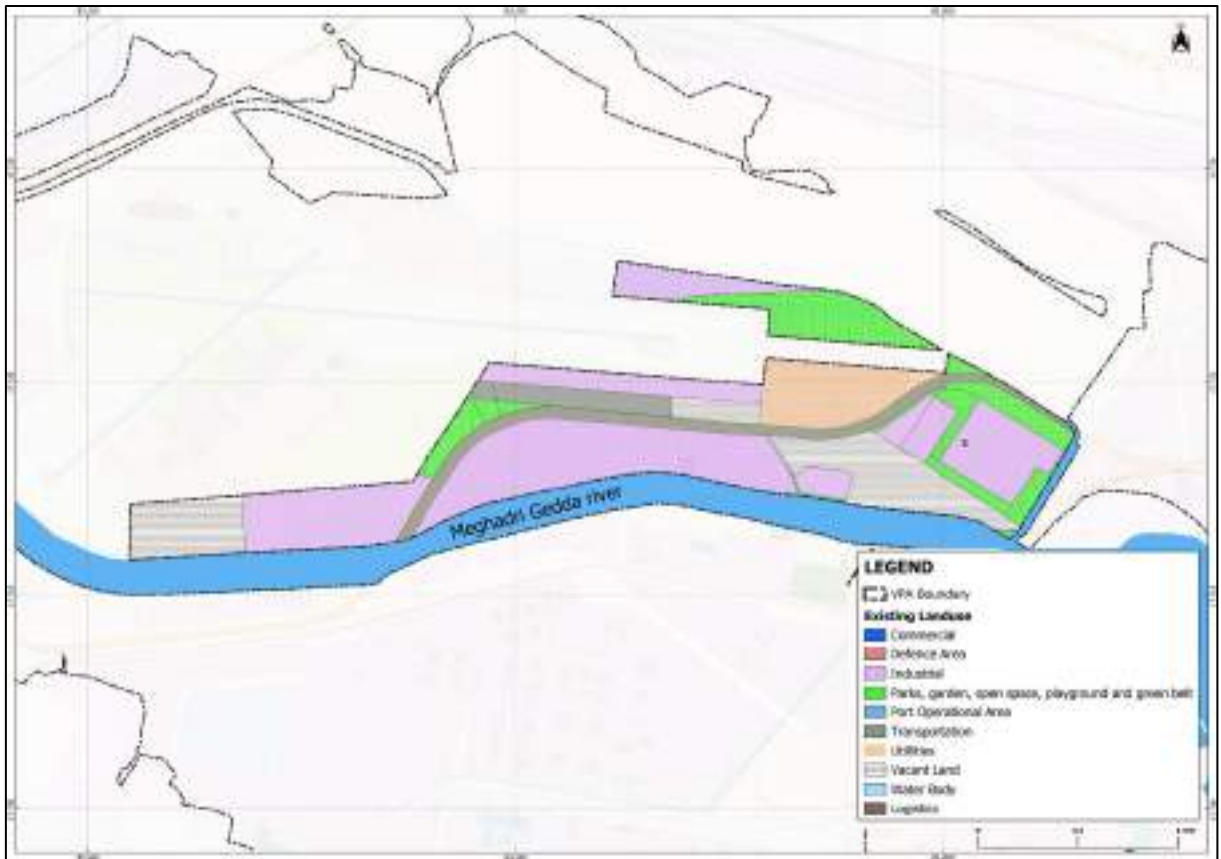 Meghadri Gedda river
LEGEND
VPA Boundary
Existing Landuse
Commercial
Defence Area
Industrial
Parks, garden, open space, playground and green belt
Port Operational Area
Transportation
Utilities
Vacant Land
Water Body
Logistics